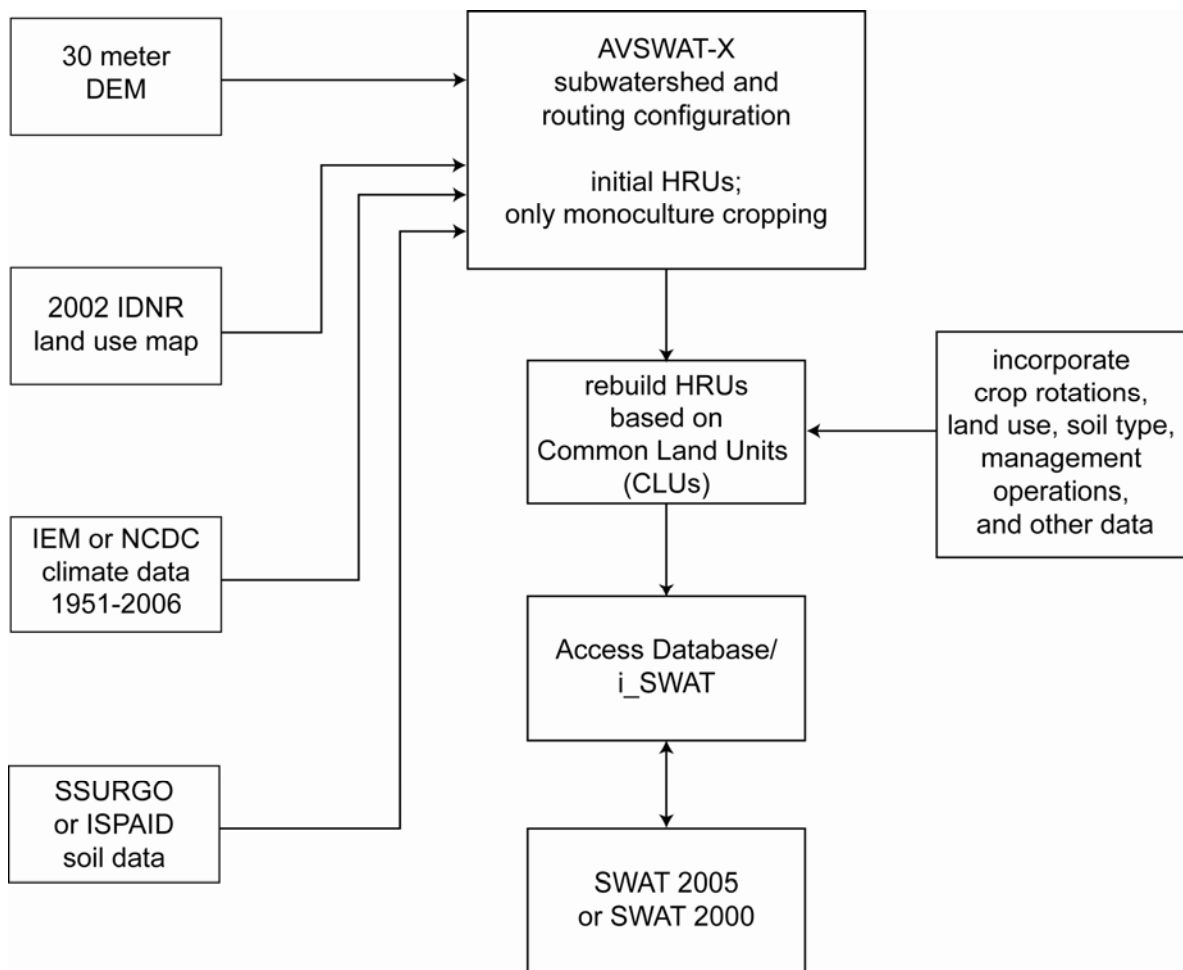 30 meter
DEM
AVSWAT-X
subwatershed and
routing configuration
initial HRUs;
only monoculture cropping
2002 IDNR
land use map
rebuild HRUs
based on
Common Land Units
(CLUs)
incorporate
crop rotations,
land use, soil type,
management
operations,
and other data
IEM or NCDC
climate data
1951-2006
Access Database/
i_SWAT
SSURGO
or ISPAID
soil data
SWAT 2005
or SWAT 2000